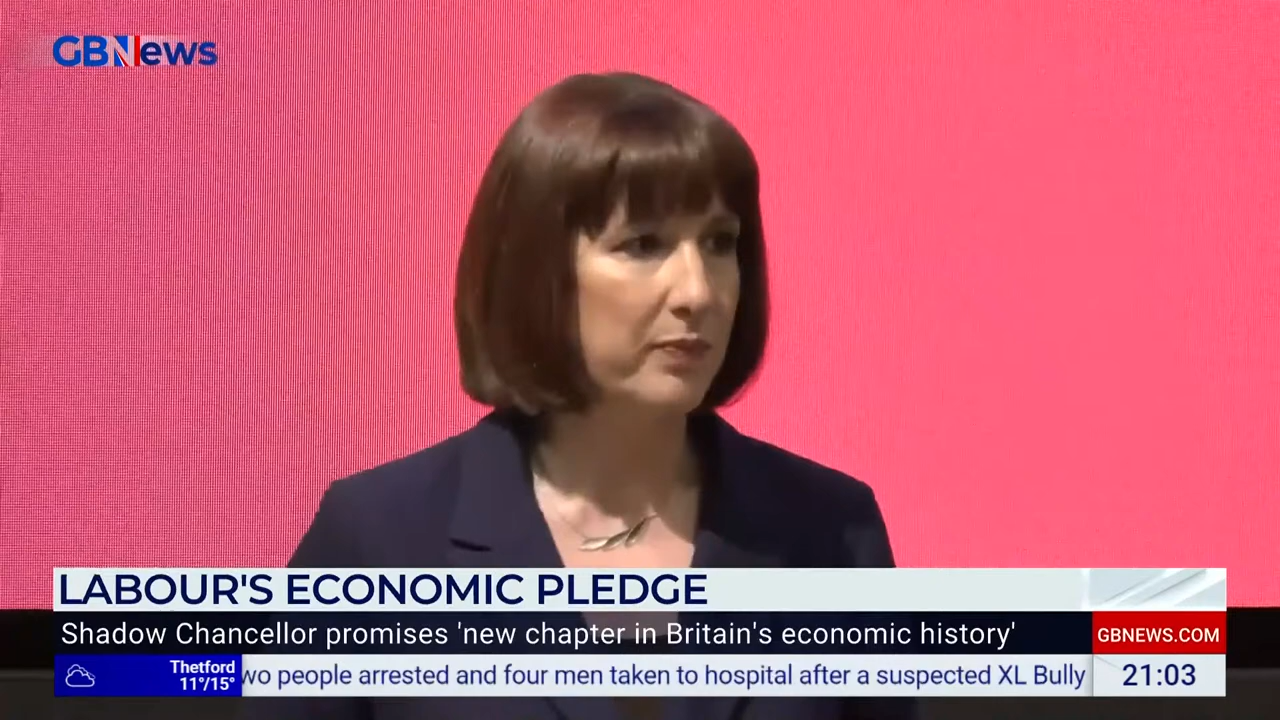 GBNews
LABOUR'S ECONOMIC PLEDGE
Shadow Chancellor promises 'new chapter in Britain's economic history'
GBNEWS.COM
Thetford
11°/15°
wo people arrested and four men taken to hospital after a suspected XL Bully
21:03